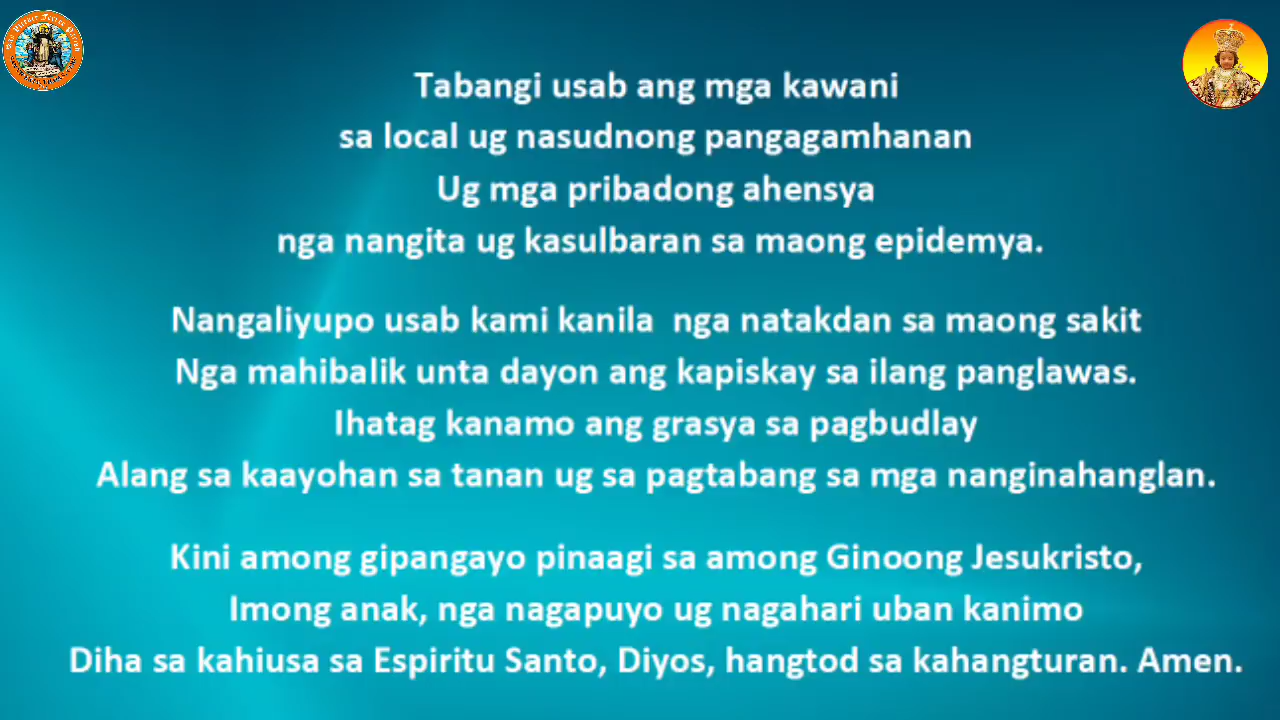 Tabangi usab ang mga kawani
sa local ug nasudnong pangagamhanan
Ug mga pribadong ahensya
nga nangita ug kasulbaran sa maong epidemya.
Nangaliyupo usab kami kanila  nga natakdan sa maong sakit
Nga mahibalik unta dayon ang kapiskay sa ilang panglawas.
Ihatag kanamo ang grasya sa pagbudlay
Alang sa kaayohan sa tanan ug sa pagtabang sa mga nanginahanglan.
Kini among gipangayo pinaagi sa among Ginoong Jesukristo,
Imong anak, nga nagapuyo ug nagahari uban kanimo
Diha sa kahiusa sa Espiritu Santo, Diyos, hangtod sa kahangturan. Amen.